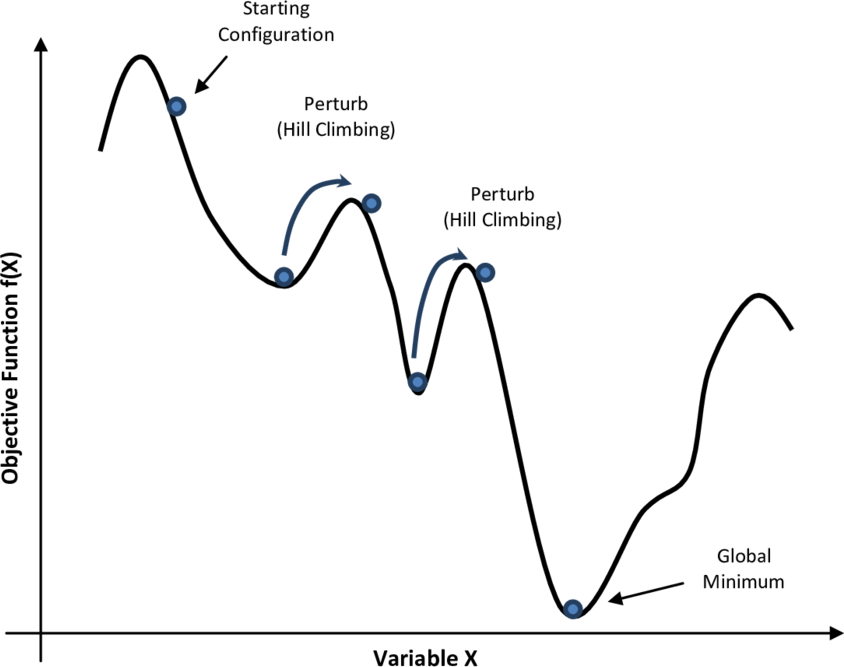 Starting
Configuration
Perturb
(Hill Climbing)
Perturb
(Hill Climbing)
Objective Function f(X)
Global
Minimum
Variable X